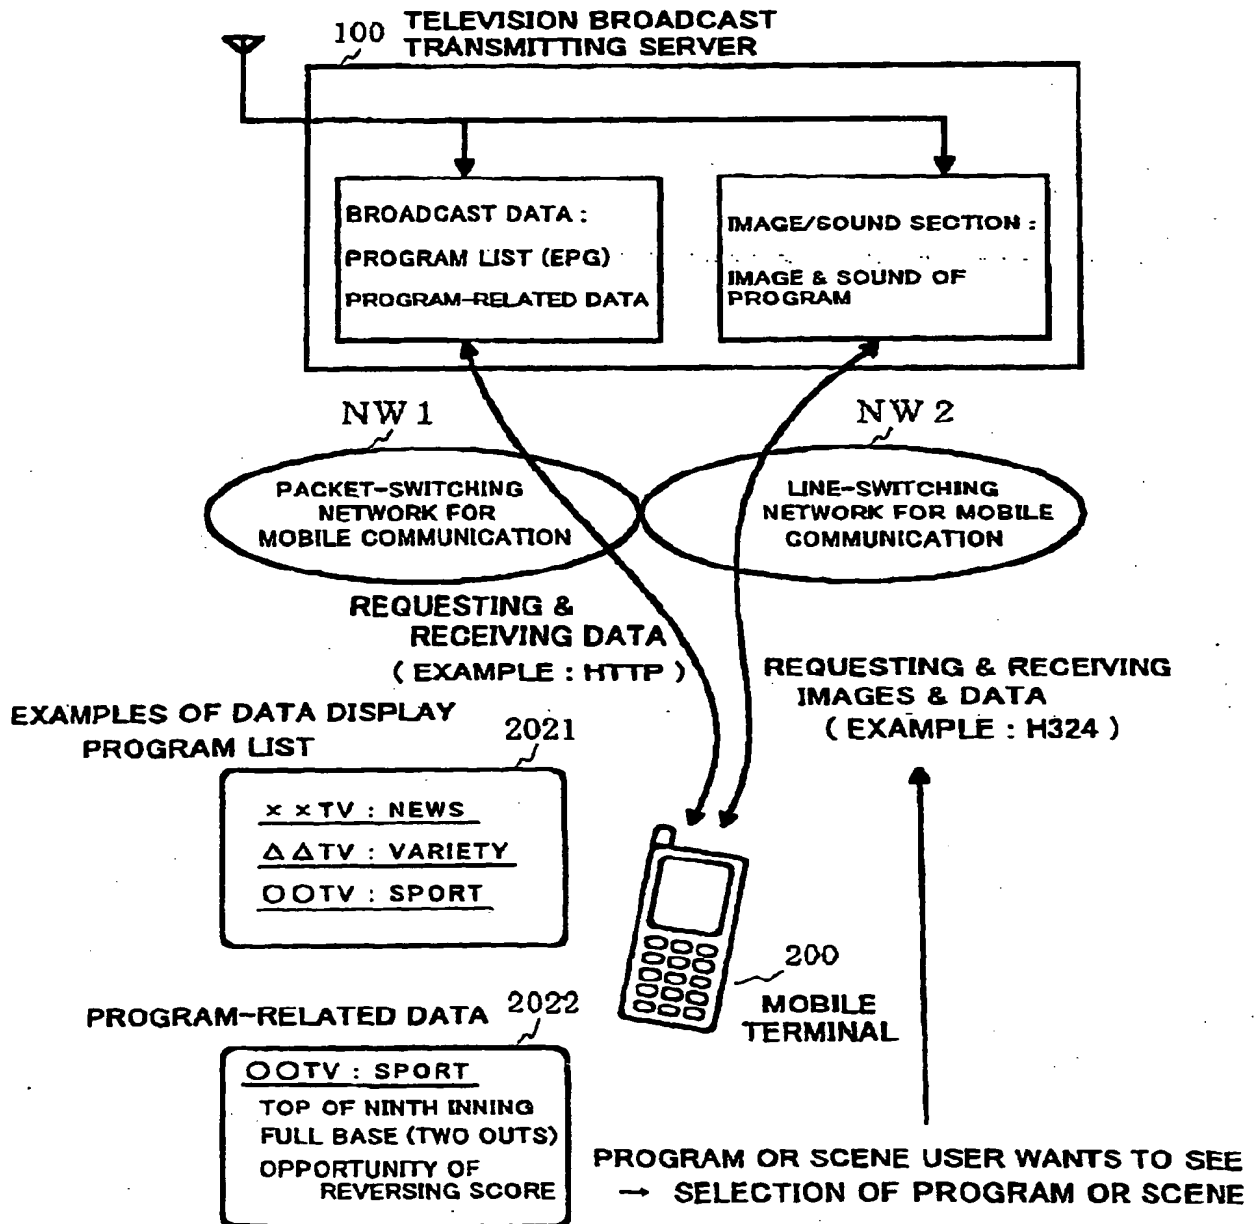 100
TELEVISION BROADCAST
TRANSMITTING SERVER
BROADCAST DATA :
PROGRAM LIST (EPG)
PROGRAM-RELATED DATA
IMAGE/SOUND SECTION :
IMAGE & SOUND OF
PROGRAM
NW 1
NW 2
PACKET-SWITCHING
NETWORK FOR
MOBILE COMMUNICATION
LINE-SWITCHING
NETWORK FOR MOBILE
COMMUNICATION
REQUESTING &
RECEIVING DATA
( EXAMPLE : HTTP )
REQUESTING & RECEIVING
IMAGES & DATA
( EXAMPLE : H324 )
EXAMPLES OF DATA DISPLAY
PROGRAM LIST
2021
××TV : NEWS
△△TV : VARIETY
○○TV : SPORT
200
MOBILE
TERMINAL
PROGRAM-RELATED DATA
2022
○○TV : SPORT
TOP OF NINTH INNING
FULL BASE (TWO OUTS)
OPPORTUNITY OF
REVERSING SCORE
PROGRAM OR SCENE USER WANTS TO SEE
→ SELECTION OF PROGRAM OR SCENE